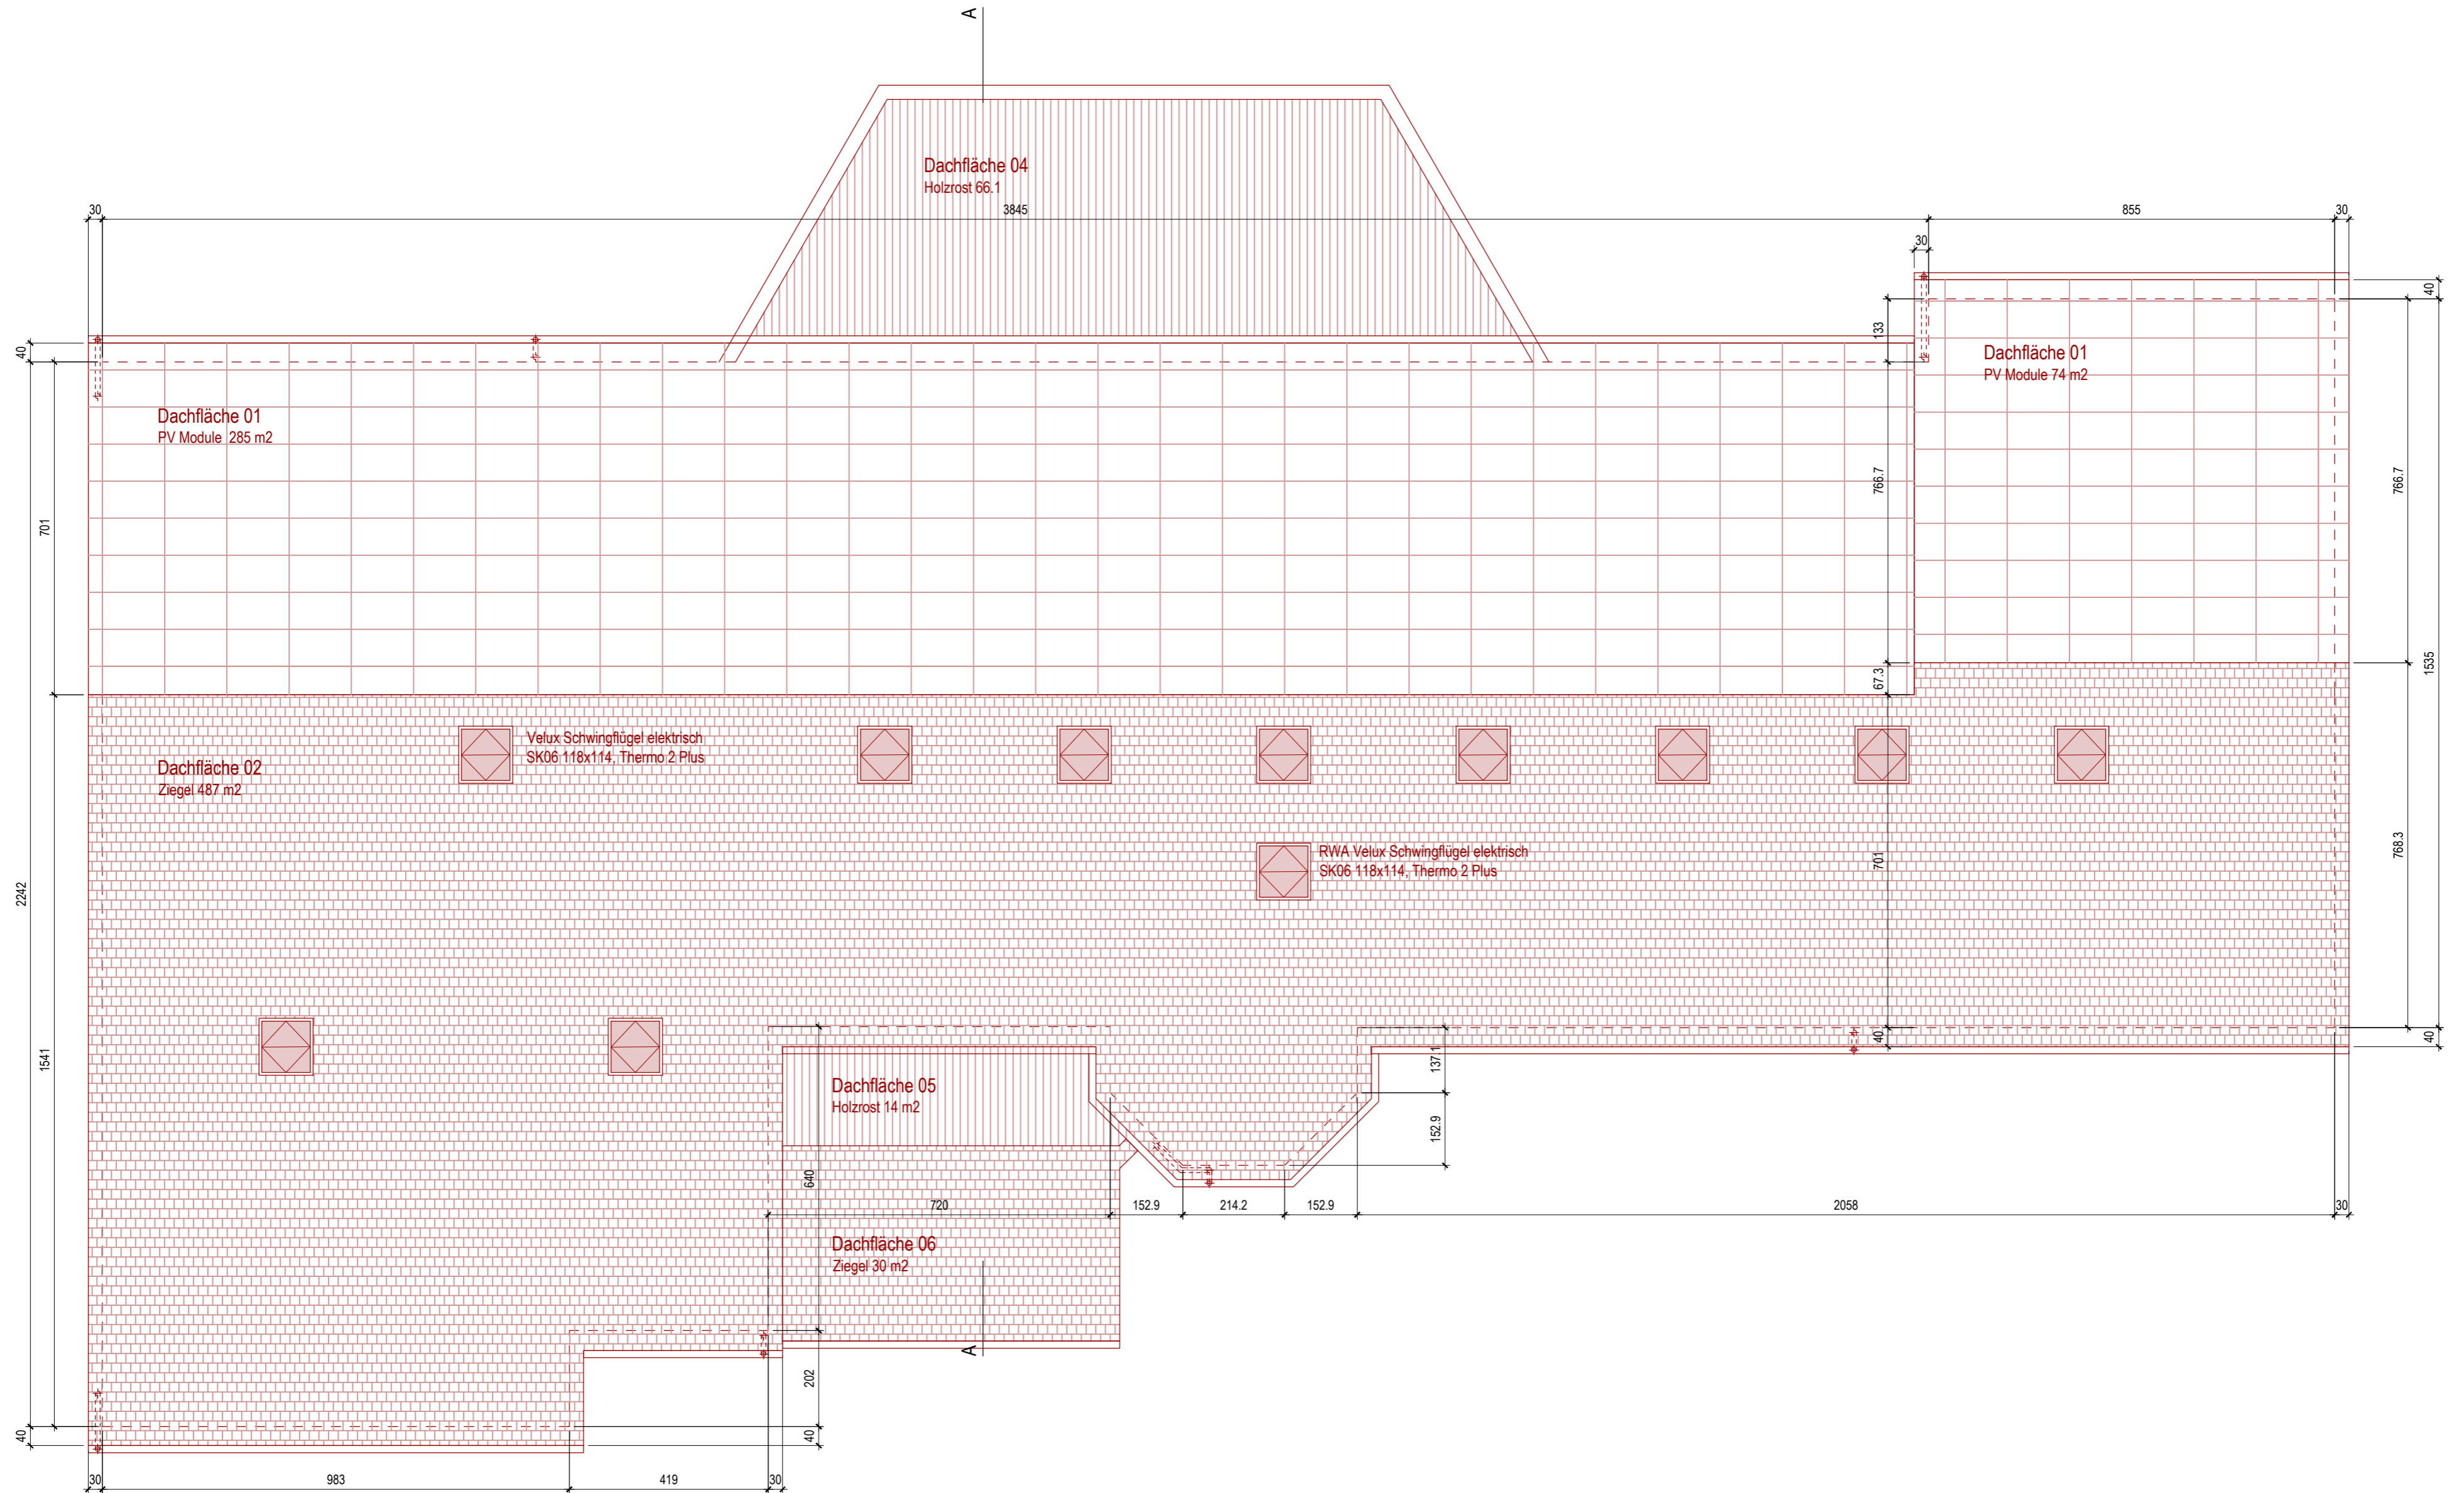 A
Dachfläche 04
Holzrost 66.1
30
3845
855
30
30
40
40
133
Dachfläche 01
PV Module 74 m2
Dachfläche 01
PV Module 285 m2
701
766.7
766.7
1535
67.3
Velux Schwingflügel elektrisch
SK06 118x114, Thermo 2 Plus
Dachfläche 02
Ziegel 487 m2
2242
RWA Velux Schwingflügel elektrisch
SK06 118x114, Thermo 2 Plus
701
768.3
1541
40
40
137.1
Dachfläche 05
Holzrost 14 m2
152.9
640
720
152.9
214.2
152.9
2058
30
Dachfläche 06
Ziegel 30 m2
A
202
40
40
30
983
419
30